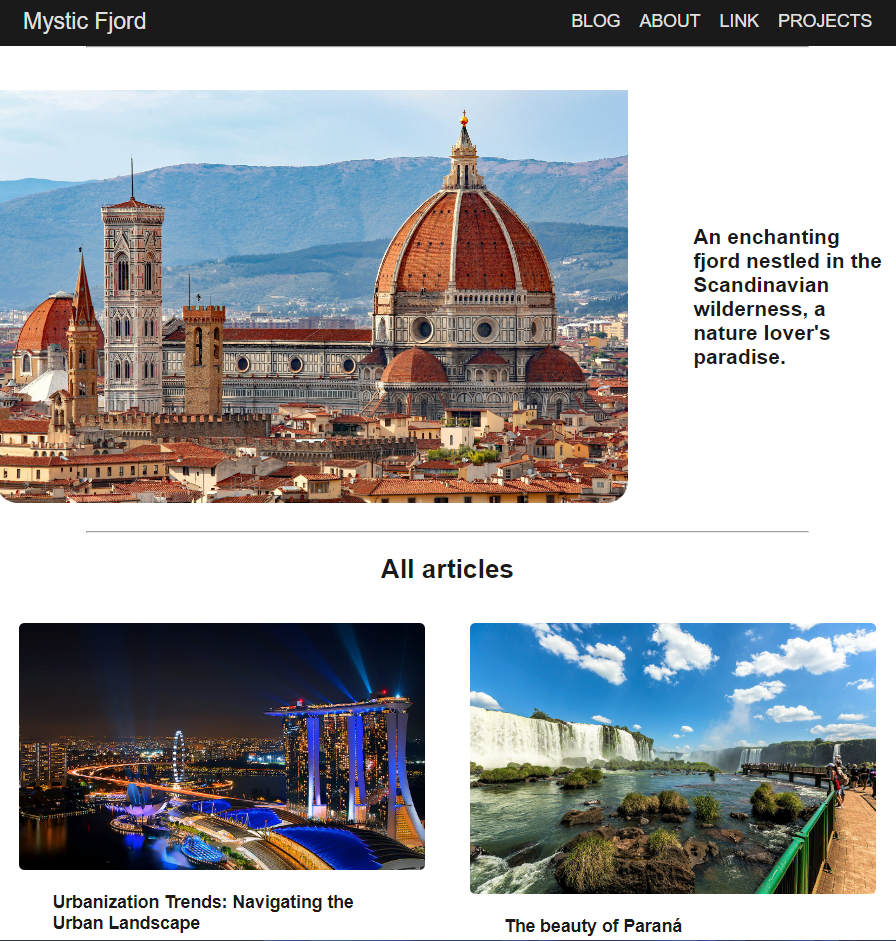 Mystic Fjord
BLOG ABOUT LINK PROJECTS
An enchanting
fjord nestled in the
Scandinavian
wilderness, a
nature lover's
paradise.
All articles
Urbanization Trends: Navigating the
Urban Landscape
The beauty of Paraná